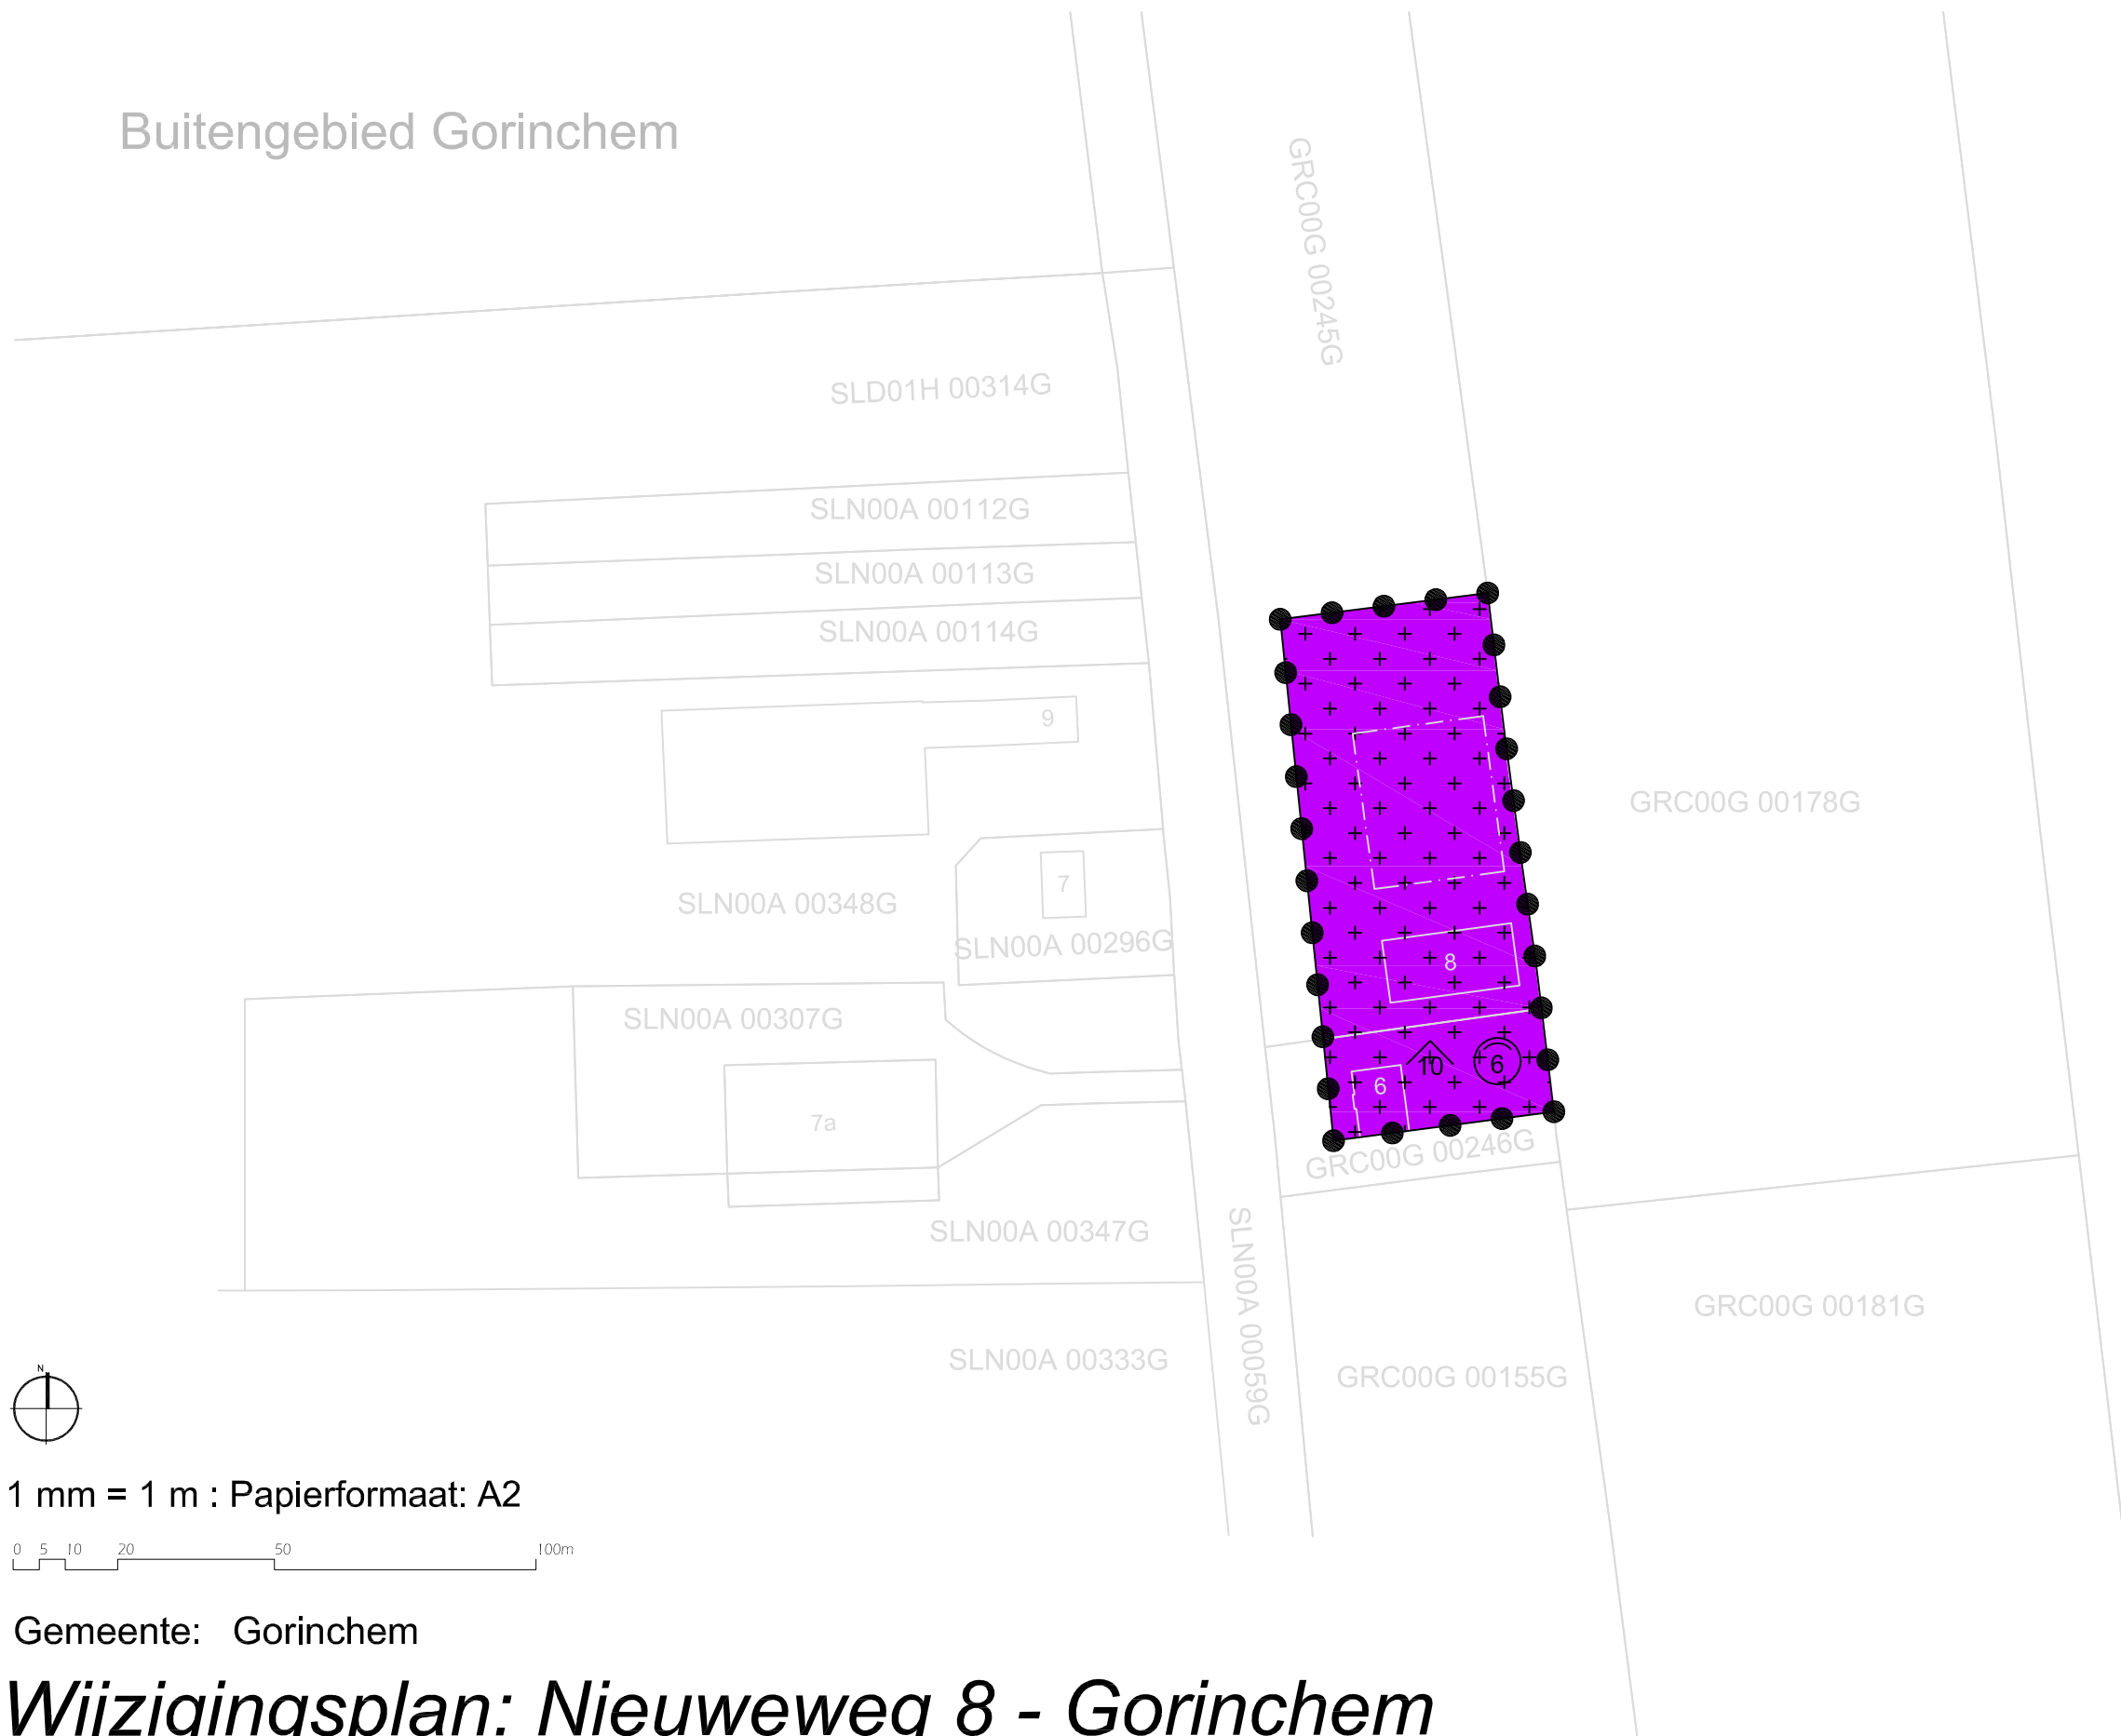 Buitengebied Gorinchem
GRC00G 00245G
SLD01H 00314G
SLN00A 00112G
SLN00A 00113G
SLN00A 00114G
9
GRC00G 00178G
7
SLN00A 00348G
SLN00A 00296G
8
SLN00A 00307G
10
6
6
7a
GRC00G 00246G
SLN00A 00347G
SLN00A 00059G
GRC00G 00181G
SLN00A 00333G
GRC00G 00155G
N
1 mm = 1 m : Papierformaat: A2
0 5 10 20 50 100m
Gemeente: Gorinchem
Wijzigingsplan: Nieuweweg 8 - Gorinchem